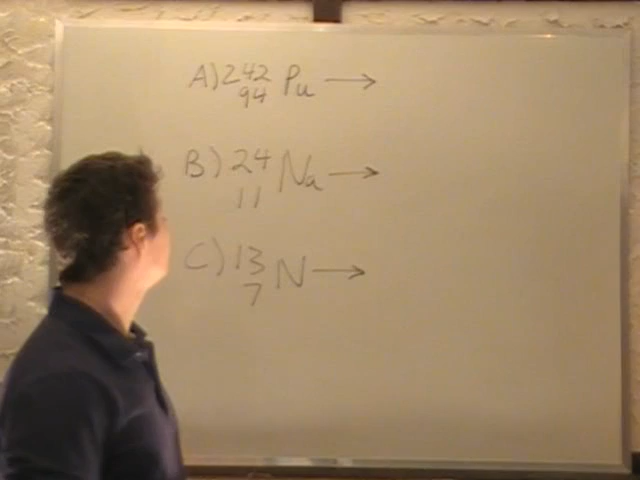 A) 242 Pu →
94
B) 24 Na →
11
C) 13 N →
7